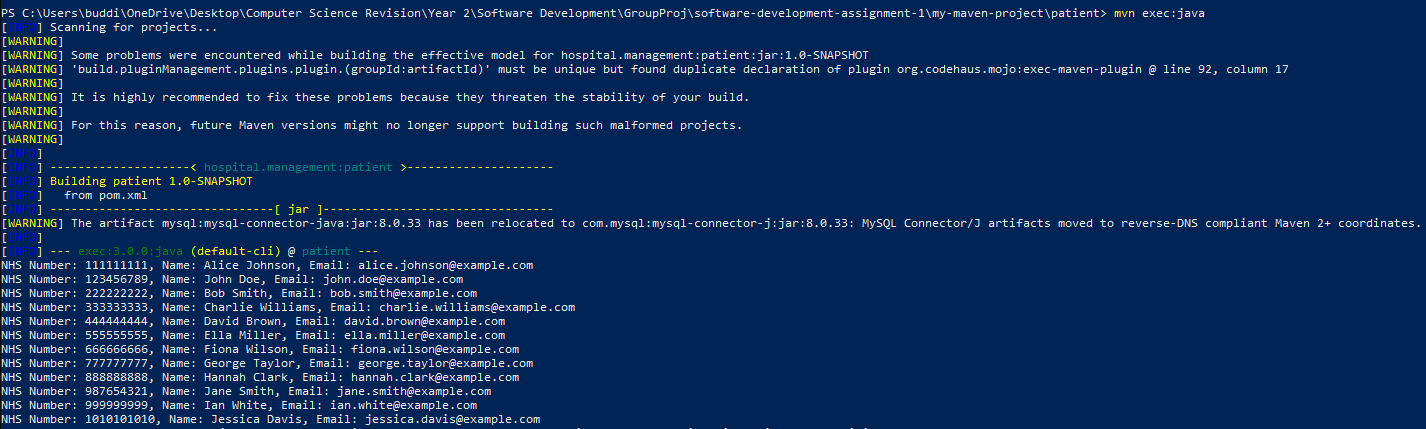 PS C:\Users\buddi\OneDrive\Desktop\Computer Science Revision\Year 2\Software Development\GroupProj\software-development-assignment-1\my-maven-project\patient> mvn exec:java
[INFO] Scanning for projects...
[WARNING]
[WARNING] Some problems were encountered while building the effective model for hospital.management:patient:jar:1.0-SNAPSHOT
[WARNING] 'build.pluginManagement.plugins.plugin.(groupId:artifactId)' must be unique but found duplicate declaration of plugin org.codehaus.mojo:exec-maven-plugin @ line 92, column 17
[WARNING]
[WARNING] It is highly recommended to fix these problems because they threaten the stability of your build.
[WARNING]
[WARNING] For this reason, future Maven versions might no longer support building such malformed projects.
[WARNING]
[INFO]
[INFO] --------------------< hospital.management:patient >---------------------
[INFO] Building patient 1.0-SNAPSHOT
[INFO]   from pom.xml
[INFO] --------------------------------[ jar ]---------------------------------
[WARNING] The artifact mysql:mysql-connector-java:jar:8.0.33 has been relocated to com.mysql:mysql-connector-j:jar:8.0.33: MySQL Connector/J artifacts moved to reverse-DNS compliant Maven 2+ coordinates.
[INFO]
[INFO] --- exec:3.0.0:java (default-cli) @ patient ---
NHS Number: 111111111, Name: Alice Johnson, Email: alice.johnson@example.com
NHS Number: 123456789, Name: John Doe, Email: john.doe@example.com
NHS Number: 222222222, Name: Bob Smith, Email: bob.smith@example.com
NHS Number: 333333333, Name: Charlie Williams, Email: charlie.williams@example.com
NHS Number: 444444444, Name: David Brown, Email: david.brown@example.com
NHS Number: 555555555, Name: Ella Miller, Email: ella.miller@example.com
NHS Number: 666666666, Name: Fiona Wilson, Email: fiona.wilson@example.com
NHS Number: 777777777, Name: George Taylor, Email: george.taylor@example.com
NHS Number: 888888888, Name: Hannah Clark, Email: hannah.clark@example.com
NHS Number: 987654321, Name: Jane Smith, Email: jane.smith@example.com
NHS Number: 999999999, Name: Ian White, Email: ian.white@example.com
NHS Number: 1010101010, Name: Jessica Davis, Email: jessica.davis@example.com